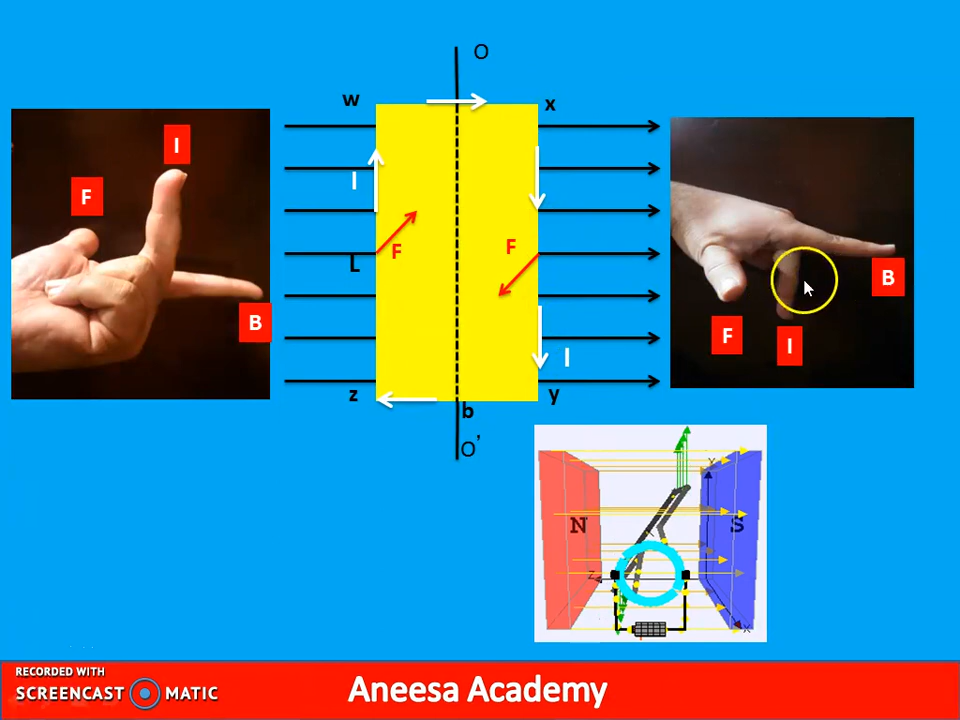 O
w
x
I
I
F
F
F
L
B
B
F
I
I
z
y
b
O'
N
S
Y
Z
X
RECORDED WITH
SCREENCAST MATIC
Aneesa Academy